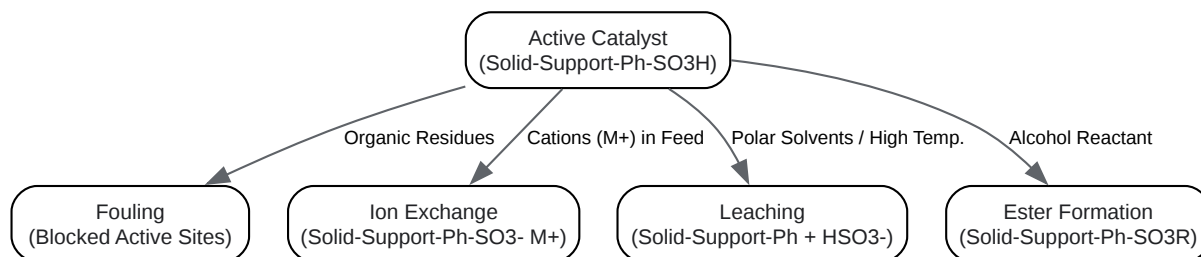 Active Catalyst
(Solid-Support-Ph-SO3H)
Organic Residues
Cations (M+) in Feed
Polar Solvents / High Temp.
Alcohol Reactant
Fouling
(Blocked Active Sites)
Ion Exchange
(Solid-Support-Ph-SO3- M+)
Leaching
(Solid-Support-Ph + HSO3-)
Ester Formation
(Solid-Support-Ph-SO3R)